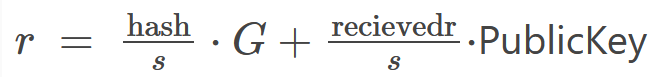 r = hash/s · G + recievedr/s · PublicKey